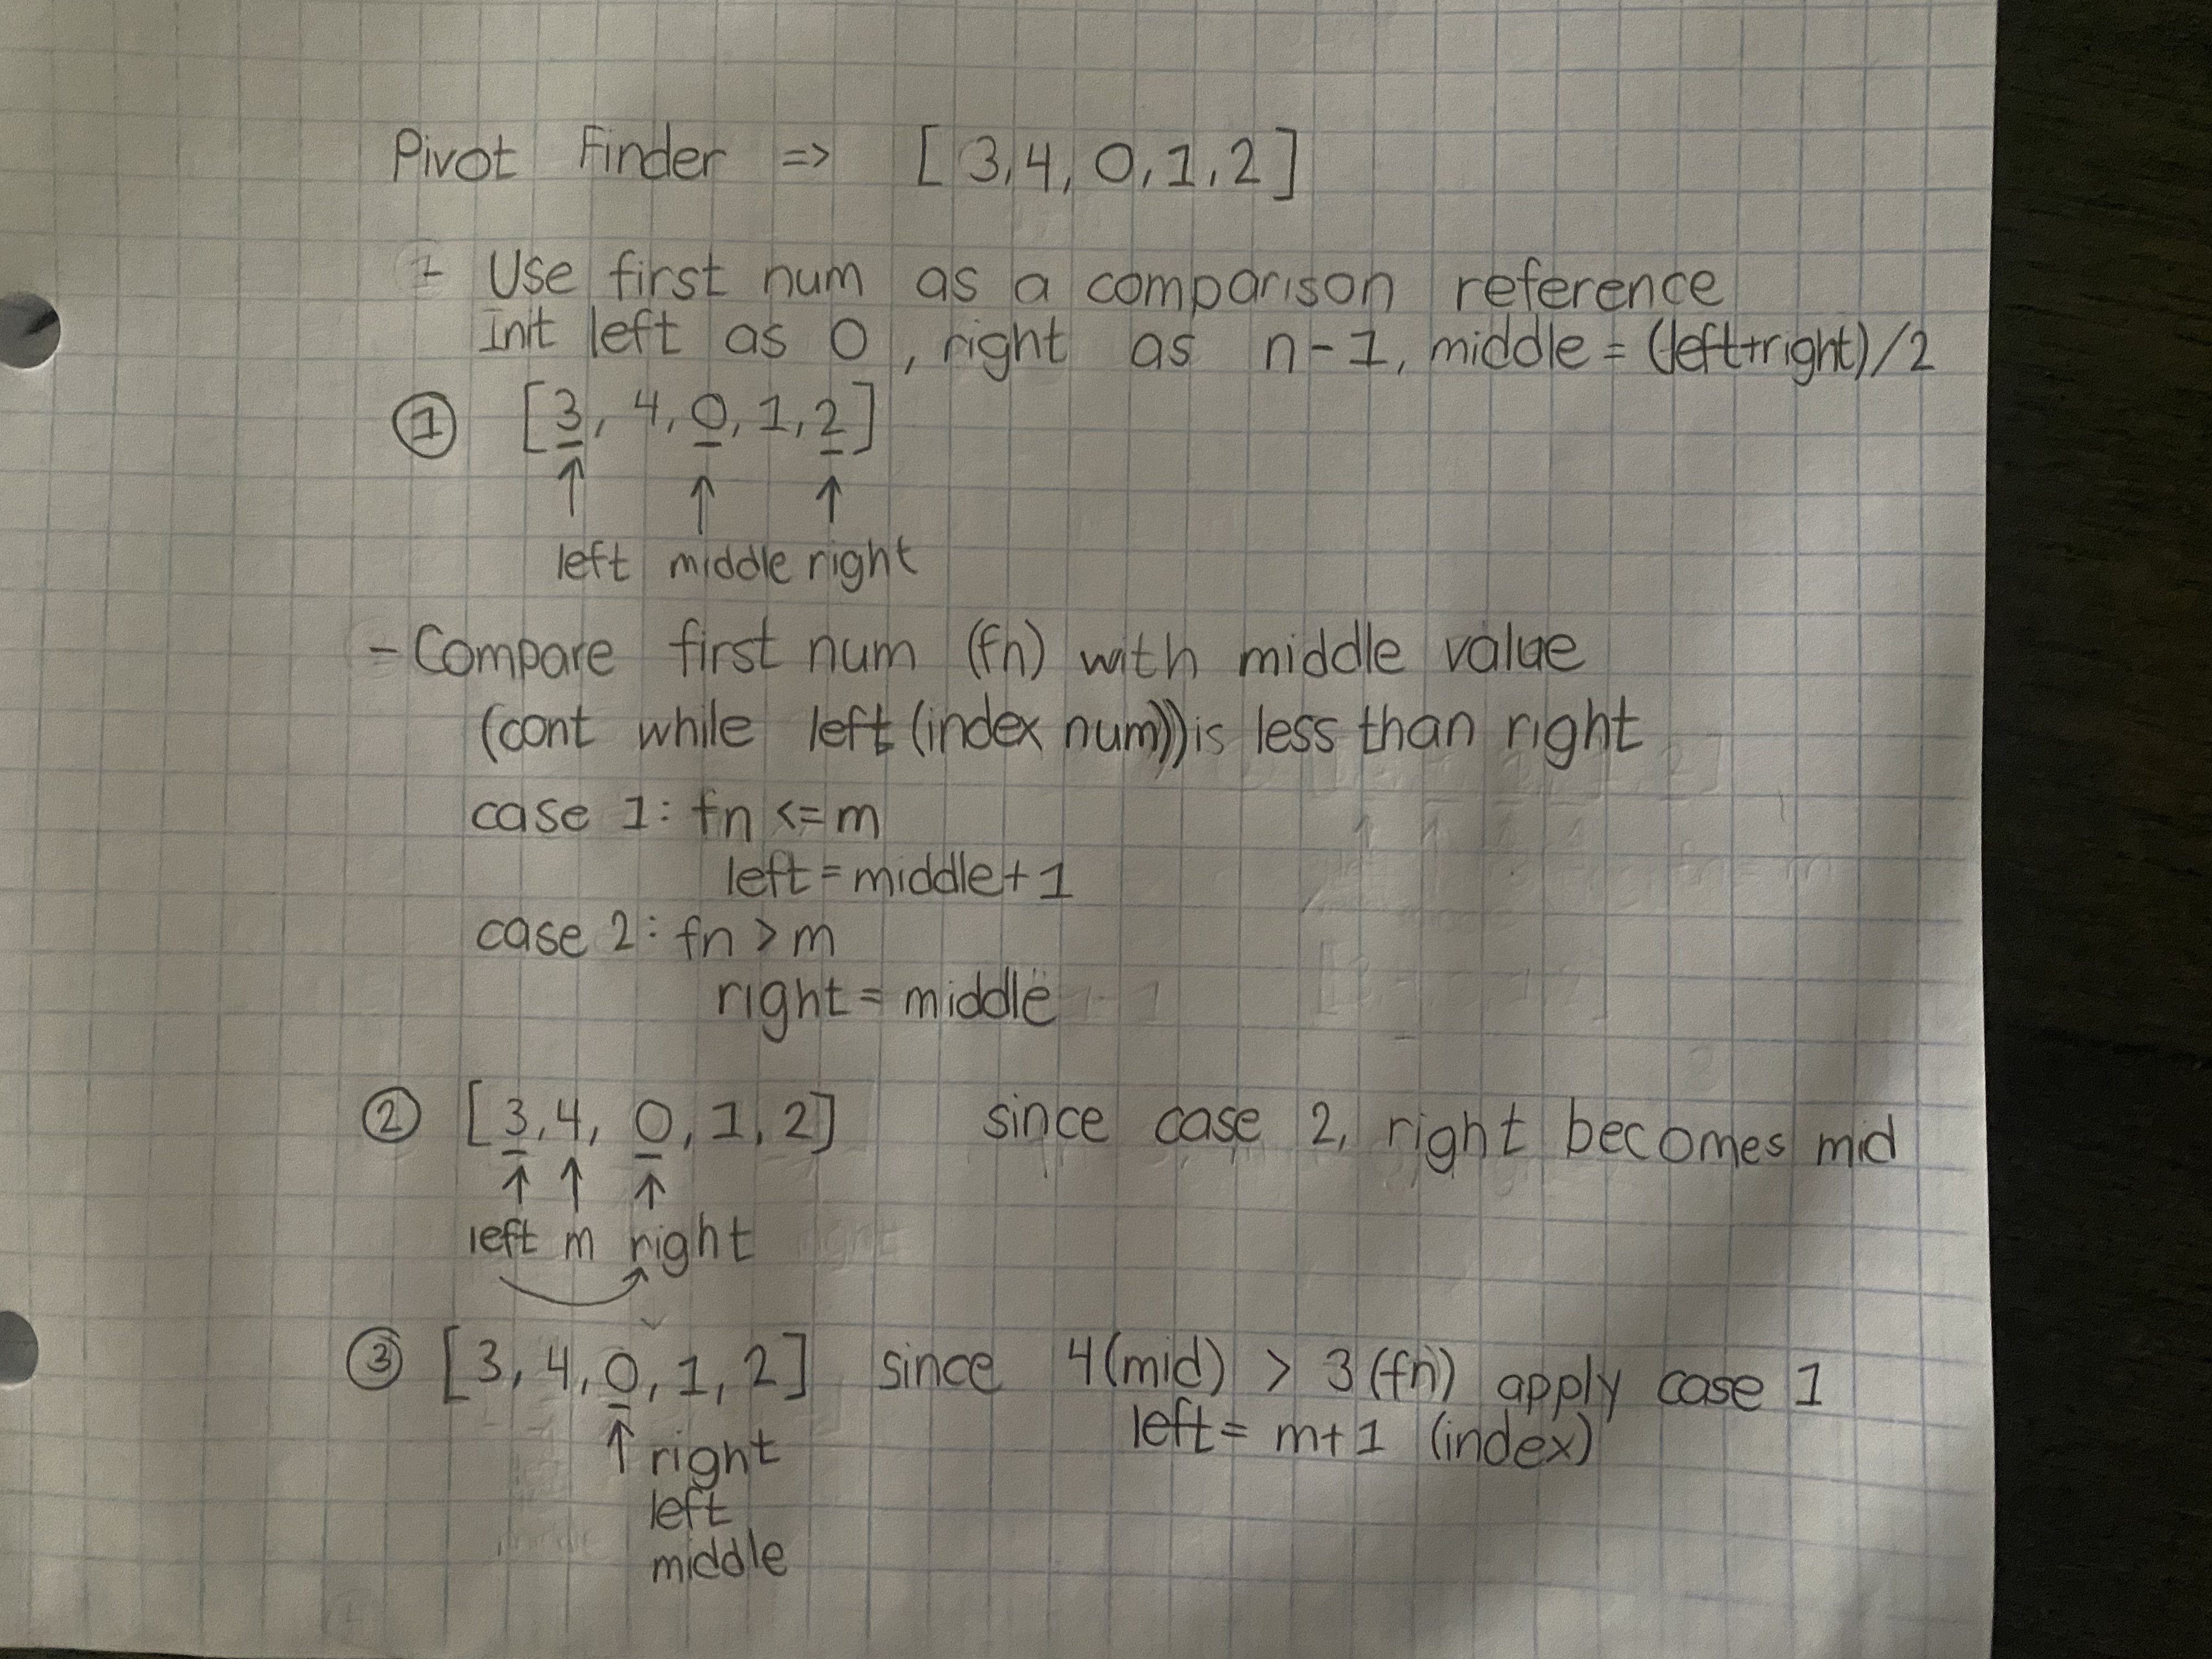 Pivot Finder => [3,4,0,1,2]
- Use first num as a comparison reference
Init left as 0, right as n-1, middle = (left+right)/2
① [3, 4, 0, 1, 2]
left middle right
- Compare first num (fn) with middle value
(cont while left (index num)) is less than right
case 1: fn <= m
left = middle + 1
case 2: fn > m
right = middle
② [3,4, 0, 1, 2] since case 2, right becomes mid
left m right
③ [3, 4, 0, 1, 2] since 4(mid) > 3(fn) apply case 1
left = m+1 (index)
right
left
middle